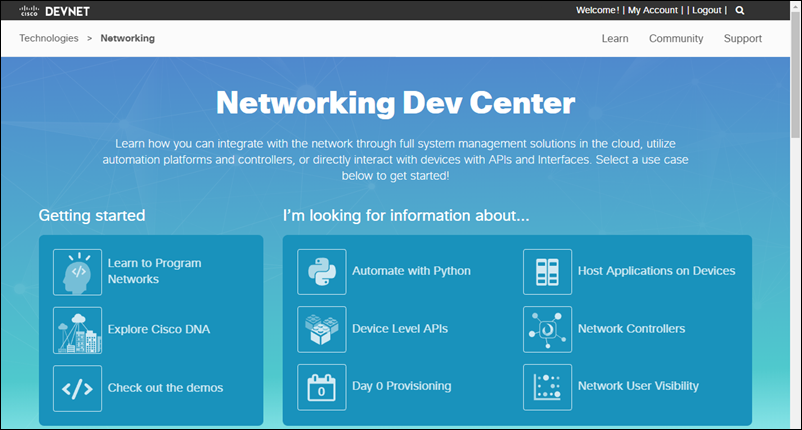 CISCO DEVNET Welcome! | My Account | | Logout |
Technologies > Networking Learn Community Support
Networking Dev Center
Learn how you can integrate with the network through full system management solutions in the cloud, utilize
automation platforms and controllers, or directly interact with devices with APIs and Interfaces. Select a use case
below to get started!
Getting started
</>
Learn to Program
Networks
Explore Cisco DNA
</>
Check out the demos
I'm looking for information about...
Automate with Python
Host Applications on Devices
Device Level APIs
Network Controllers
0
Day 0 Provisioning
Network User Visibility